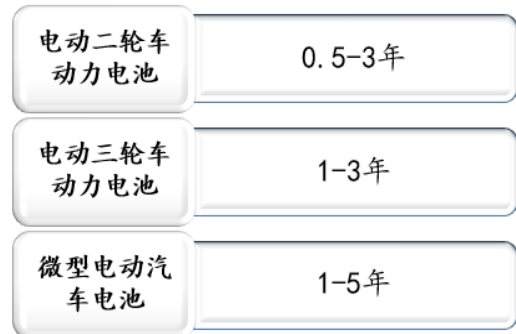 电动二轮车
动力电池
0.5-3年
电动三轮车
动力电池
1-3年
微型电动汽
车电池
1-5年